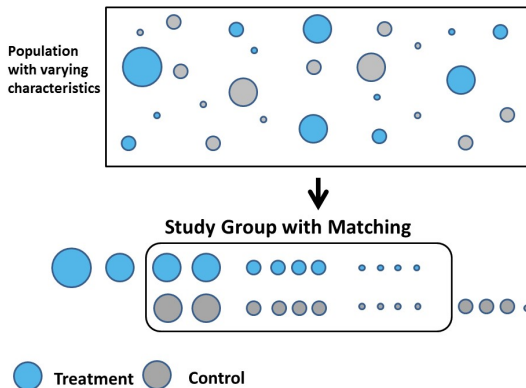 Population
with varying
characteristics
Study Group with Matching
Treatment
Control